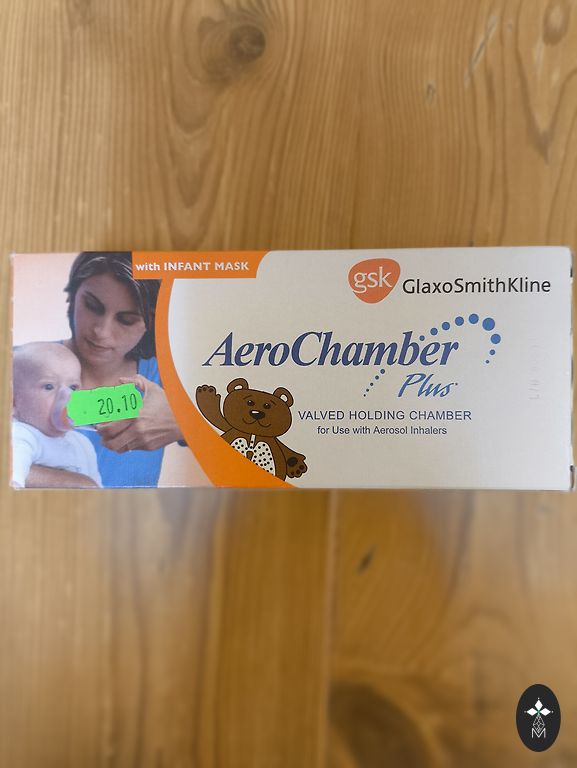 with INFANT MASK
gsk GlaxoSmithKline
AeroChamber
Plus
VALVED HOLDING CHAMBER
for Use with Aerosol Inhalers
20.10
M